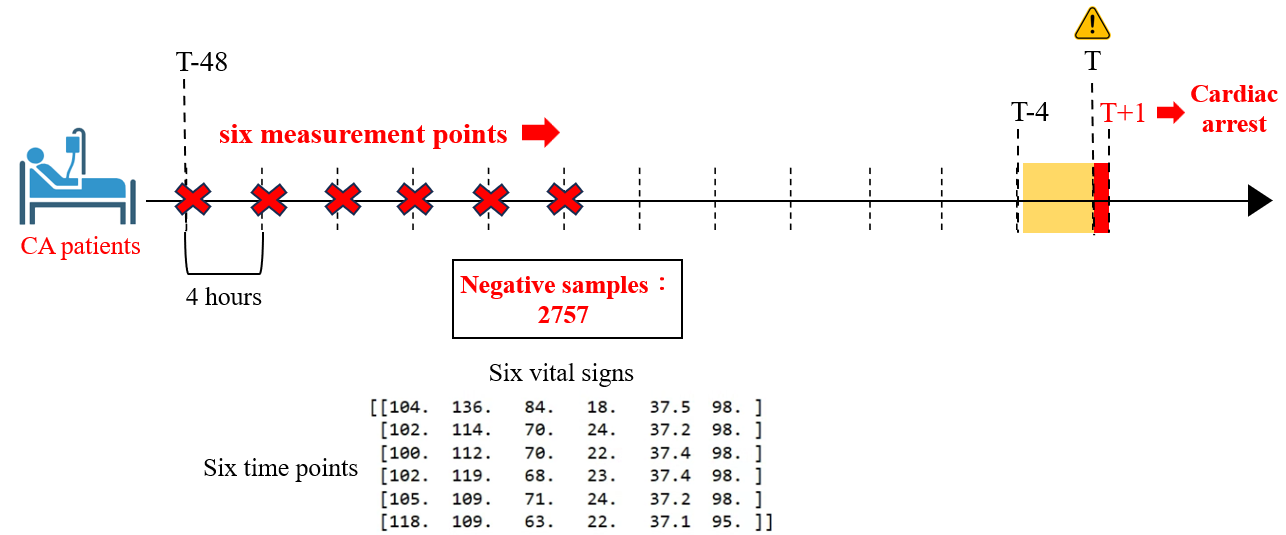 T-48
T
T-4
T+1
Cardiac
arrest
six measurement points
CA patients
4 hours
Negative samples：
2757
Six vital signs
Six time points
[[104. 136. 84. 18. 37.5 98. ]
[102. 114. 70. 24. 37.2 98. ]
[100. 112. 70. 22. 37.4 98. ]
[102. 119. 68. 23. 37.4 98. ]
[105. 109. 71. 24. 37.2 98. ]
[118. 109. 63. 22. 37.1 95. ]]